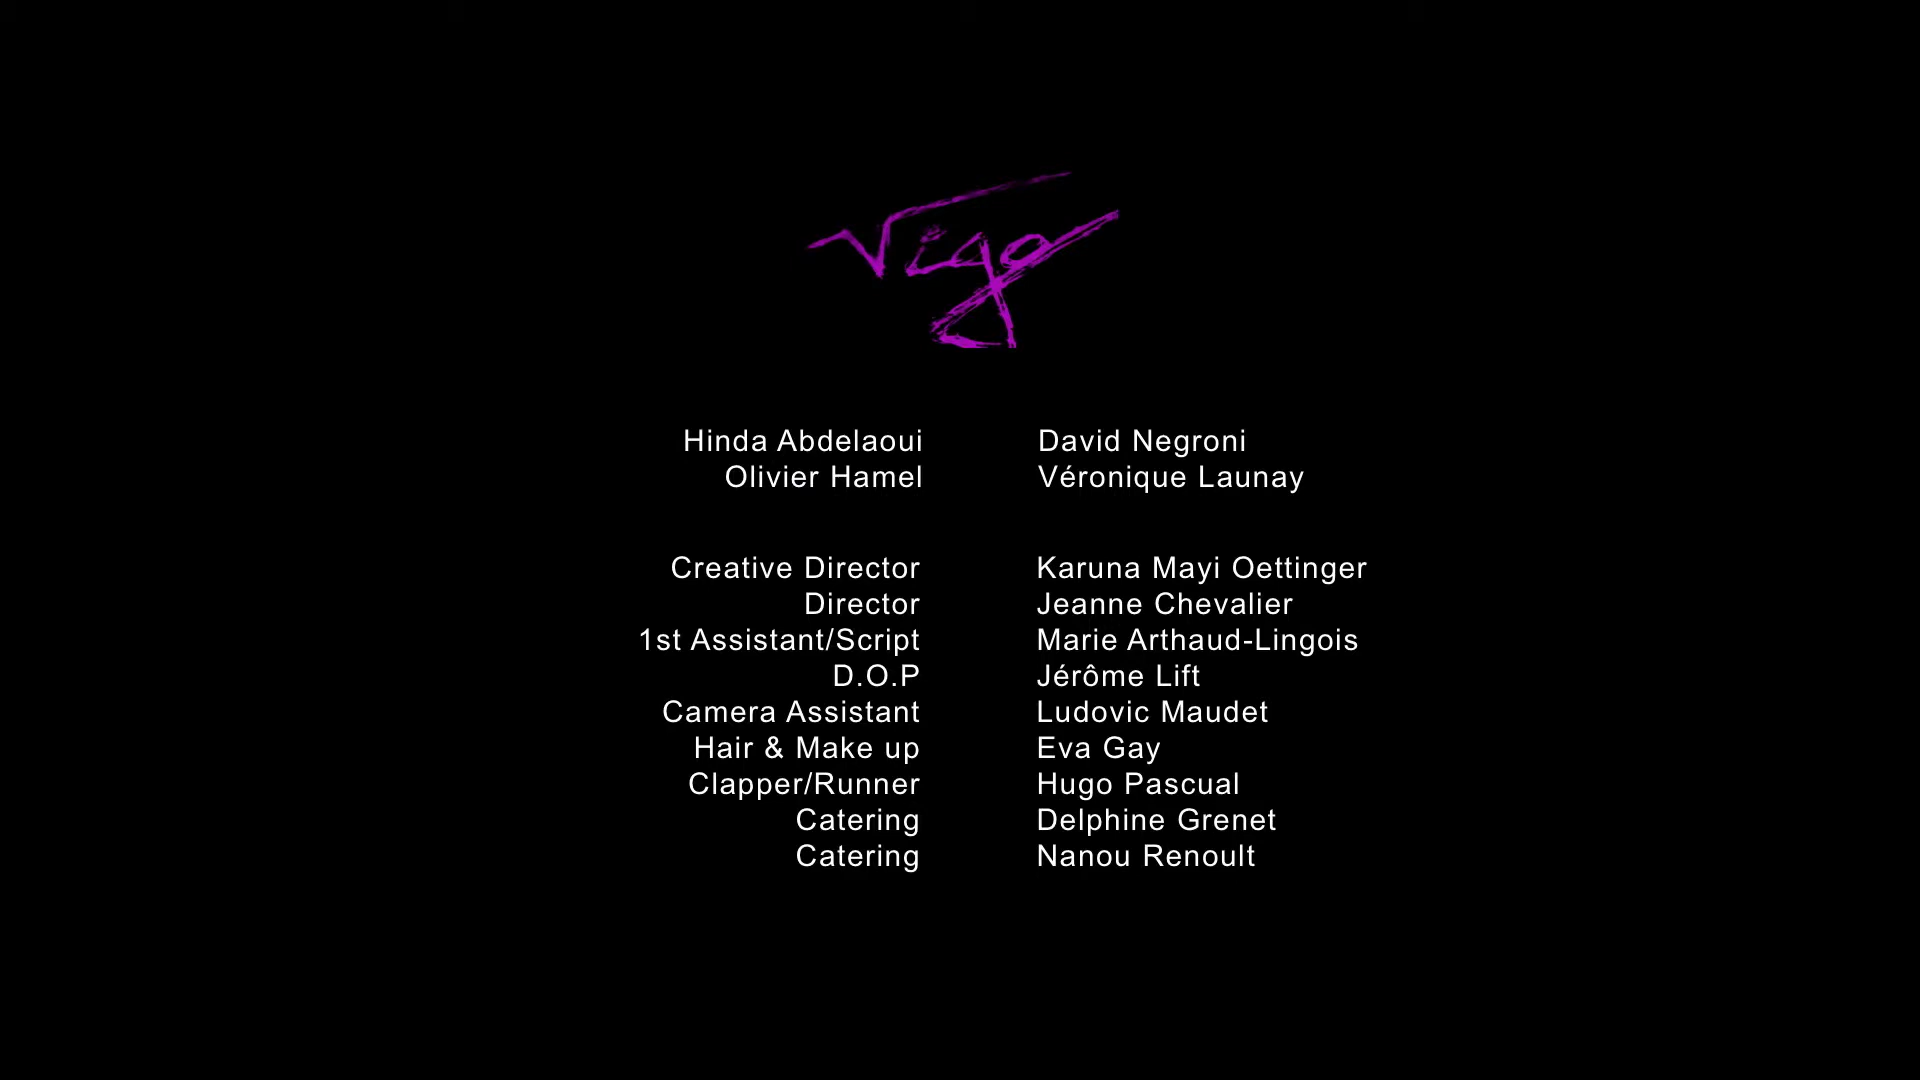 Vigo
Hinda Abdelaoui David Negroni
Olivier Hamel Véronique Launay
Creative Director Karuna Mayi Oettinger
Director Jeanne Chevalier
1st Assistant/Script Marie Arthaud-Lingois
D.O.P Jérôme Lift
Camera Assistant Ludovic Maudet
Hair & Make up Eva Gay
Clapper/Runner Hugo Pascual
Catering Delphine Grenet
Catering Nanou Renoult